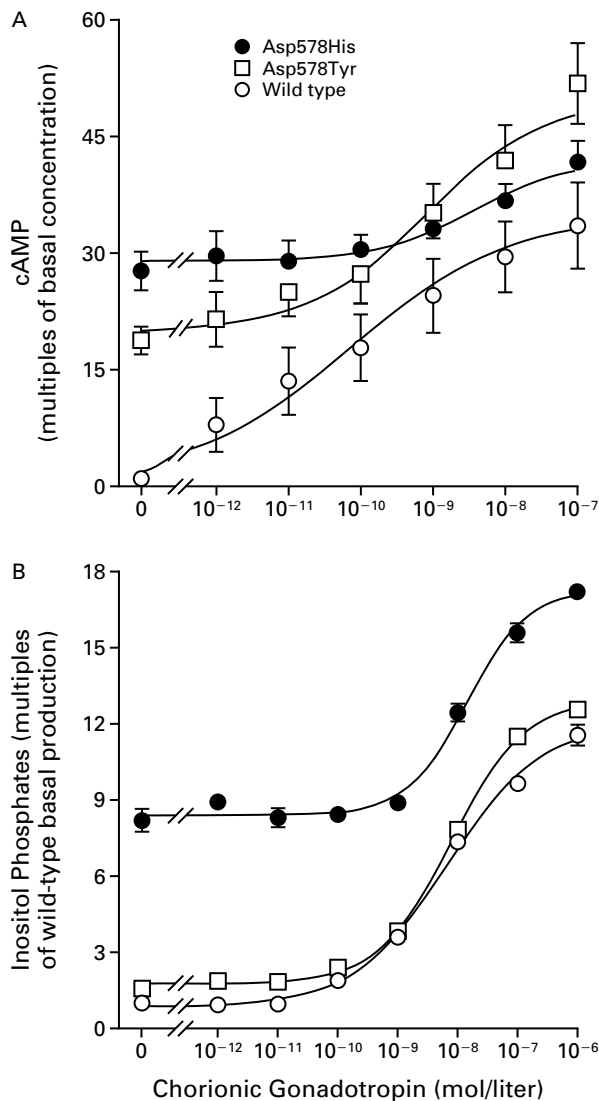 A
60
45
30
15
0
cAMP
(multiples of basal concentration)
Asp578His
Asp578Tyr
Wild type
0 10⁻¹² 10⁻¹¹ 10⁻¹⁰ 10⁻⁹ 10⁻⁸ 10⁻⁷
B
18
15
12
9
6
3
0
Inositol Phosphates (multiples
of wild-type basal production)
0 10⁻¹² 10⁻¹¹ 10⁻¹⁰ 10⁻⁹ 10⁻⁸ 10⁻⁷ 10⁻⁶
Chorionic Gonadotropin (mol/liter)